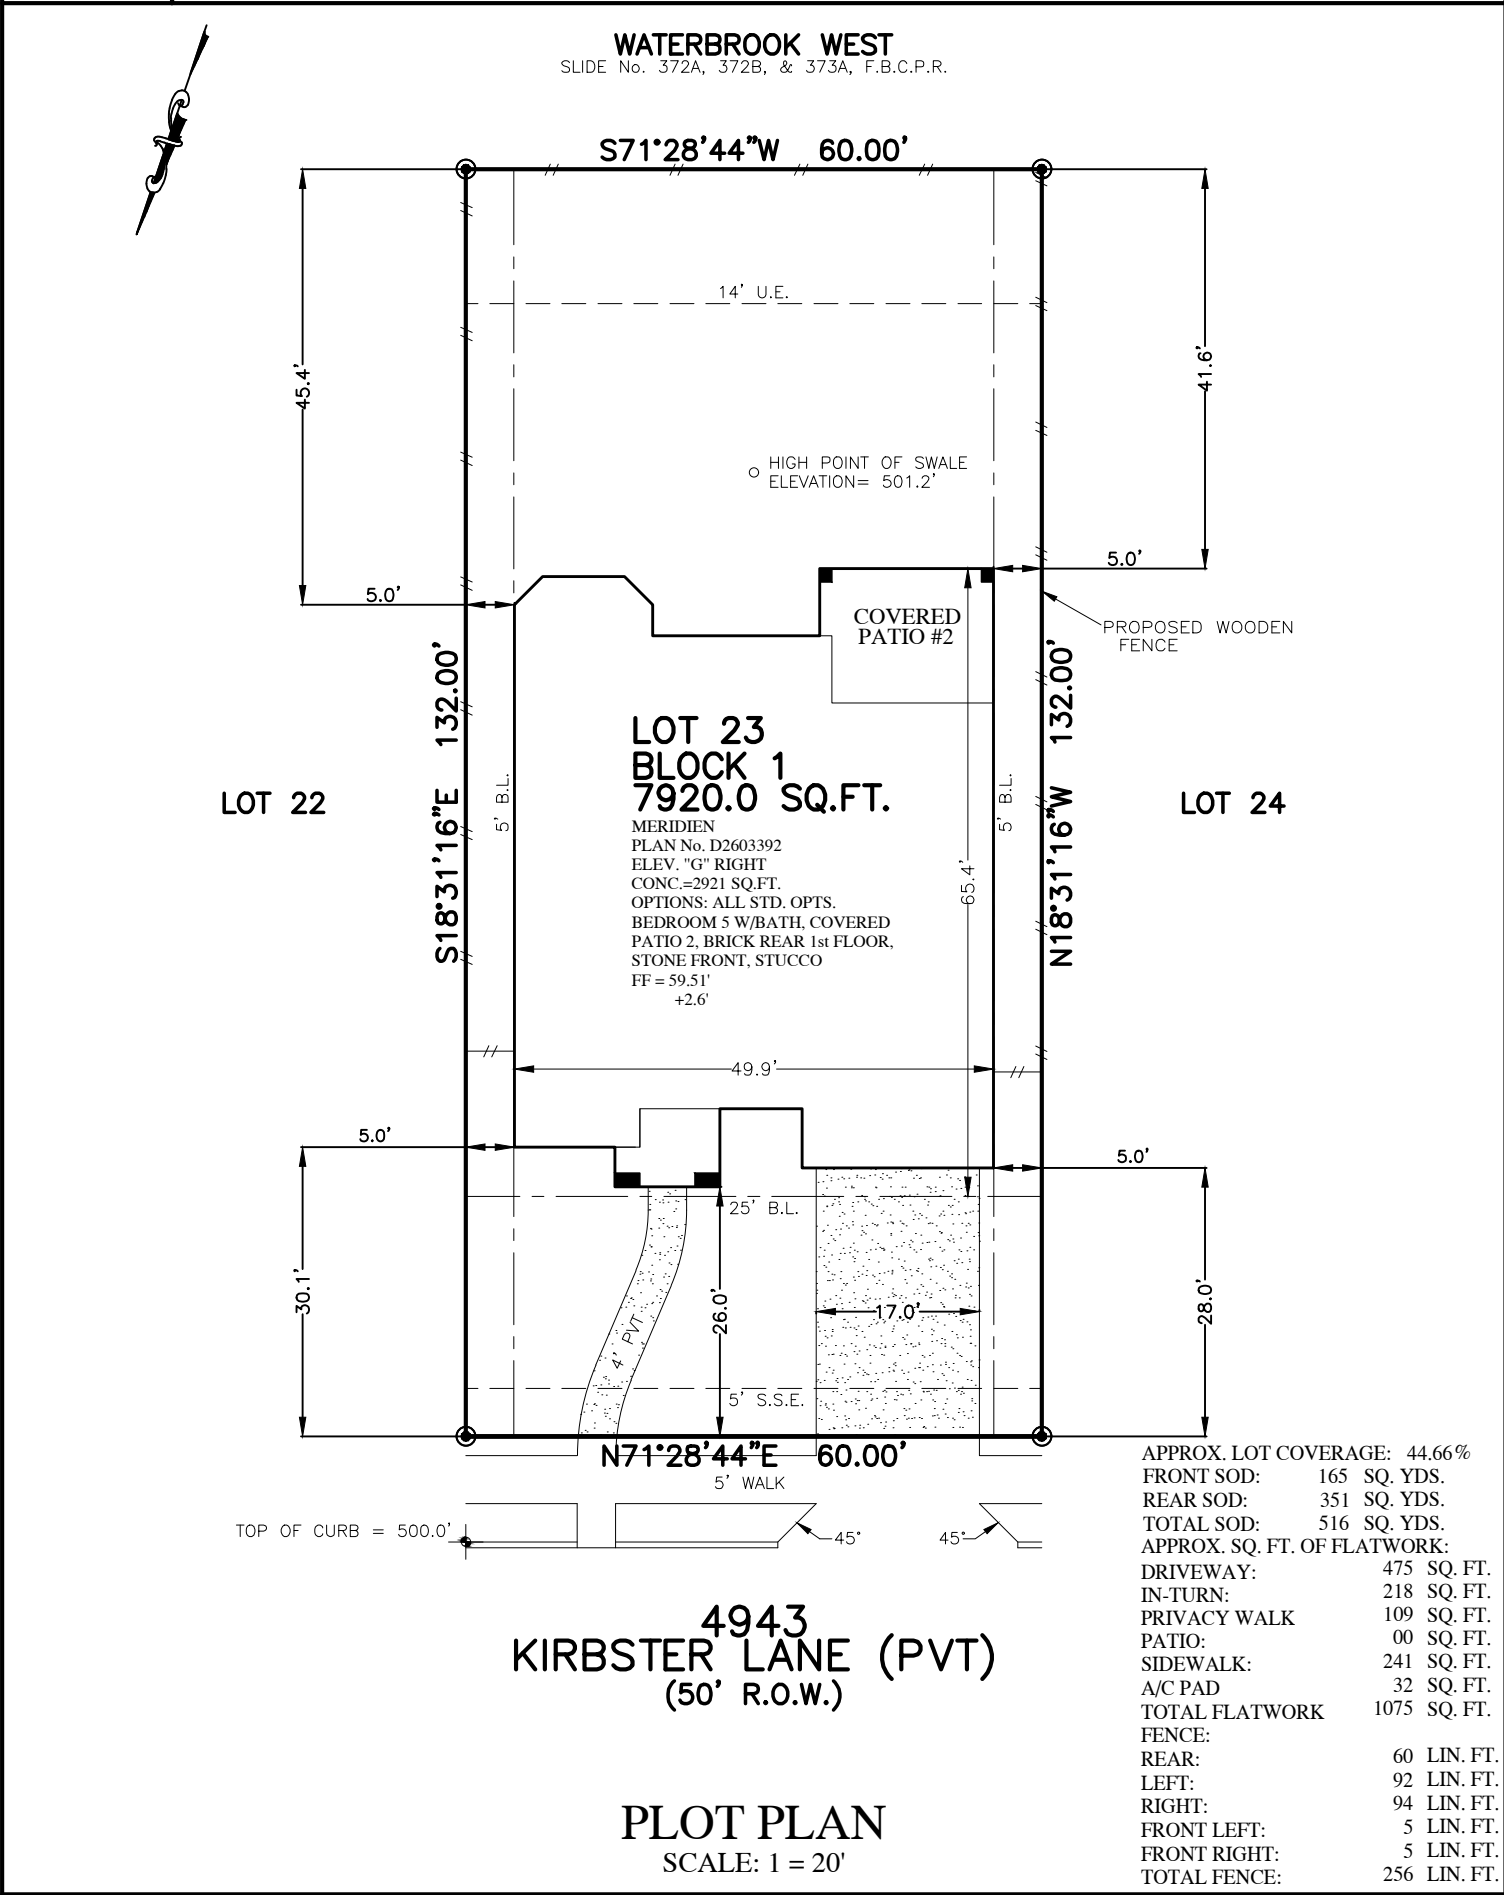 WATERBROOK WEST
SLIDE No. 372A, 372B, & 373A, F.B.C.P.R.
S71°28'44"W 60.00'
14' U.E.
45.4'
41.6'
HIGH POINT OF SWALE
ELEVATION= 501.2'
5.0'
5.0'
COVERED
PATIO #2
PROPOSED WOODEN
FENCE
S18°31'16"E 132.00'
N18°31'16"W 132.00'
LOT 23
BLOCK 1
7920.0 SQ.FT.
LOT 22
5' B.L.
5' B.L.
LOT 24
MERIDIEN
PLAN No. D2603392
ELEV. "G" RIGHT
CONC.=2921 SQ.FT.
OPTIONS: ALL STD. OPTS.
BEDROOM 5 W/BATH, COVERED
PATIO 2, BRICK REAR 1st FLOOR,
STONE FRONT, STUCCO
FF = 59.51'
+2.6'
65.4'
49.9'
5.0'
5.0'
25' B.L.
30.1'
26.0'
17.0'
28.0'
4' PVT
5' S.S.E.
N71°28'44"E 60.00'
5' WALK
TOP OF CURB = 500.0'
45°
45°
4943
KIRBSTER LANE (PVT)
(50' R.O.W.)
PLOT PLAN
SCALE: 1 = 20'
APPROX. LOT COVERAGE: 44.66%
FRONT SOD: 165 SQ. YDS.
REAR SOD: 351 SQ. YDS.
TOTAL SOD: 516 SQ. YDS.
APPROX. SQ. FT. OF FLATWORK:
DRIVEWAY: 475 SQ. FT.
IN-TURN: 218 SQ. FT.
PRIVACY WALK 109 SQ. FT.
PATIO: 00 SQ. FT.
SIDEWALK: 241 SQ. FT.
A/C PAD 32 SQ. FT.
TOTAL FLATWORK 1075 SQ. FT.
FENCE:
REAR: 60 LIN. FT.
LEFT: 92 LIN. FT.
RIGHT: 94 LIN. FT.
FRONT LEFT: 5 LIN. FT.
FRONT RIGHT: 5 LIN. FT.
TOTAL FENCE: 256 LIN. FT.